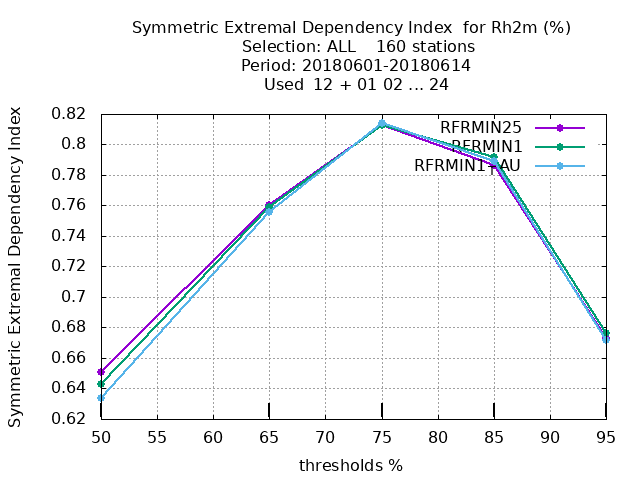 Symmetric Extremal Dependency Index for Rh2m (%)
Selection: ALL 160 stations
Period: 20180601-20180614
Used 12 + 01 02 ... 24
Symmetric Extremal Dependency Index
0.82
0.8
0.78
0.76
0.74
0.72
0.7
0.68
0.66
0.64
0.62
RFRMIN25
RFRMIN1
RFRMIN1+AU
50 55 60 65 70 75 80 85 90 95
thresholds %